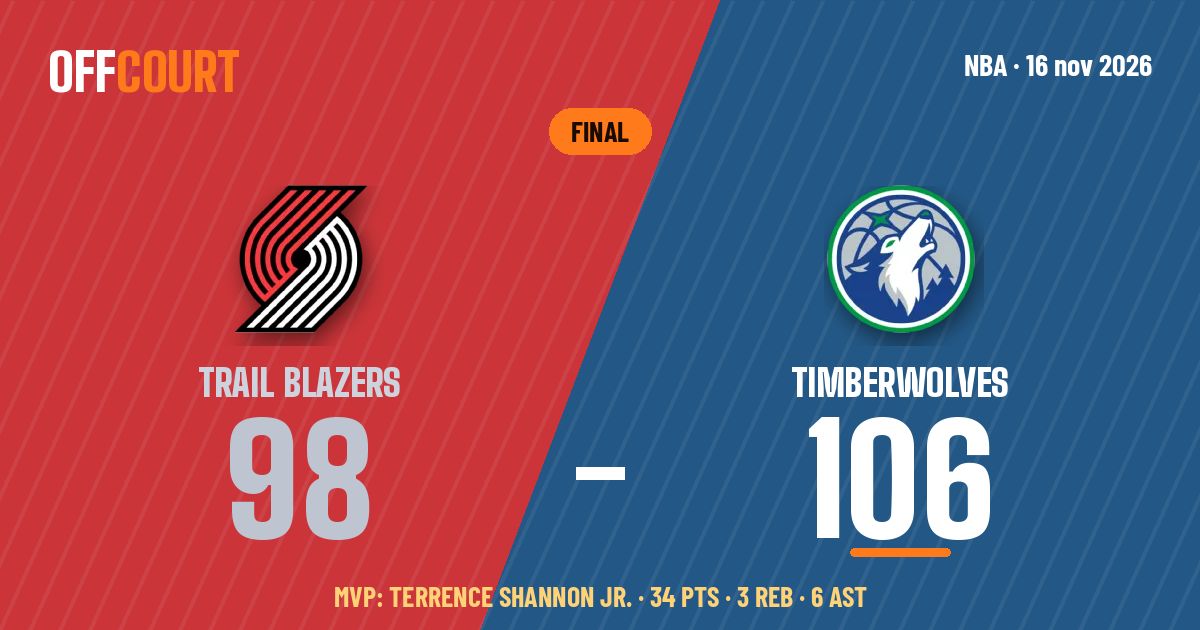 OFFCOURT
NBA · 16 nov 2026
FINAL
TRAIL BLAZERS
TIMBERWOLVES
98
–
106
MVP: TERRENCE SHANNON JR. · 34 PTS · 3 REB · 6 AST